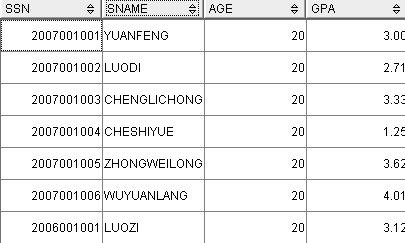 SSN SNAME AGE GPA
2007001001 YUANFENG 20 3.00
2007001002 LUODI 20 2.71
2007001003 CHENGLICHONG 20 3.33
2007001004 CHESHIYUE 20 1.25
2007001005 ZHONGWEILONG 20 3.62
2007001006 WUYUANLANG 20 4.01
2006001001 LUOZI 20 3.12